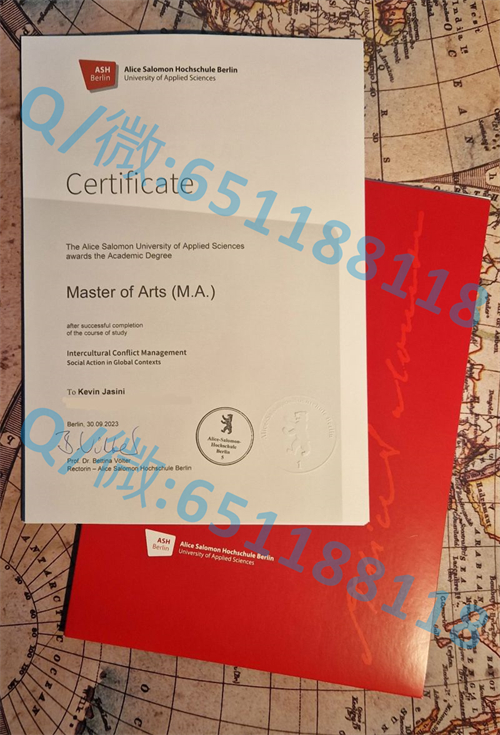 ASH
Berlin
Alice Salomon Hochschule Berlin
University of Applied Sciences
Q/微:651188118
Certificate
The Alice Salomon University of Applied Sciences
awards the Academic Degree
Master of Arts (M.A.)
after successful completion
of the course of study
Intercultural Conflict Management
Social Action in Global Contexts
To Kevin Jasini
Berlin, 30.09.2023
Prof. Dr. Bettina Völter
Rectorin – Alice Salomon Hochschule Berlin
Alice-Salomon-
Hochschule
Berlin
8
Q/微:651188118
ASH
Berlin
Alice Salomon Hochschule Berlin
University of Applied Sciences